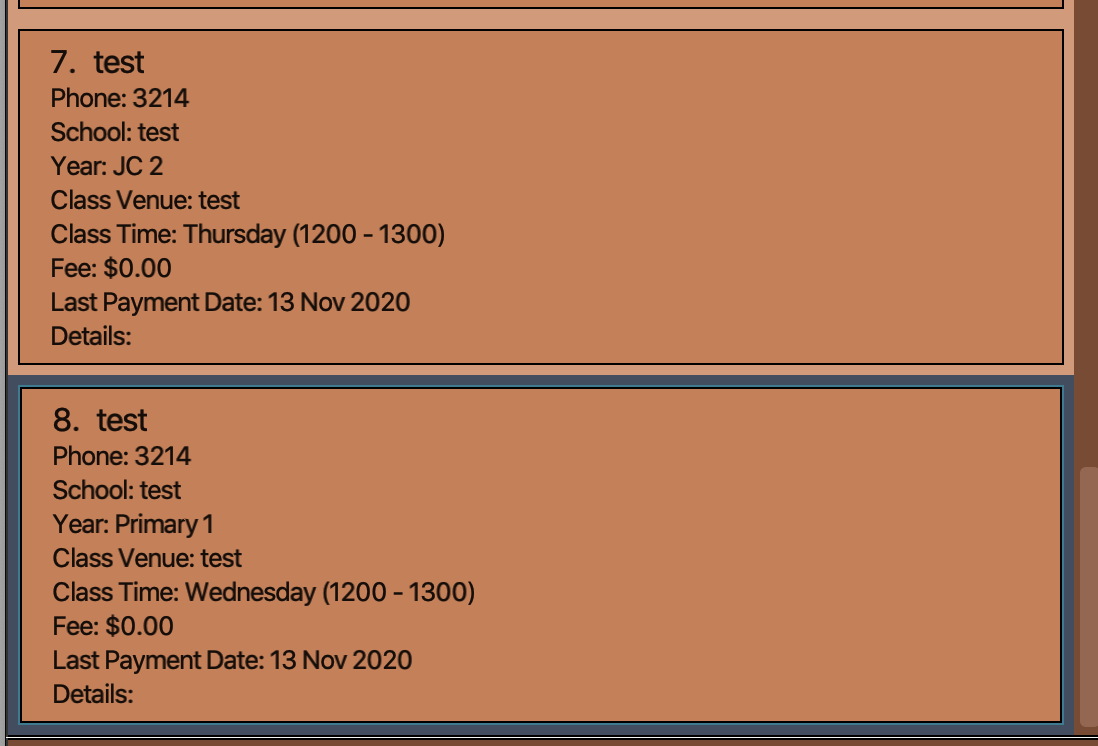 7. test
Phone: 3214
School: test
Year: JC 2
Class Venue: test
Class Time: Thursday (1200 - 1300)
Fee: $0.00
Last Payment Date: 13 Nov 2020
Details:
8. test
Phone: 3214
School: test
Year: Primary 1
Class Venue: test
Class Time: Wednesday (1200 - 1300)
Fee: $0.00
Last Payment Date: 13 Nov 2020
Details: